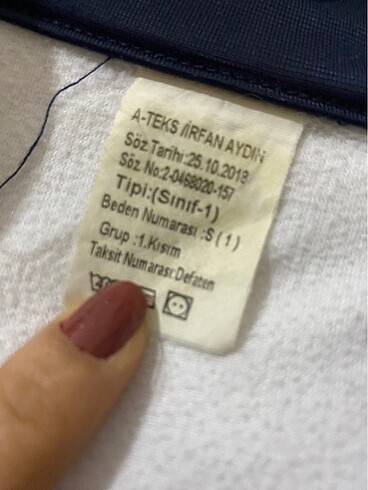 A-TEKS /İRFAN AYDIN
Söz Tarihi:25.10.2013
Söz No:2-0468020-157
Tipi:(Sınıf-1)
Beden Numarası :S(1)
Grup :1.Kısım
Taksit Numarası:Defaten